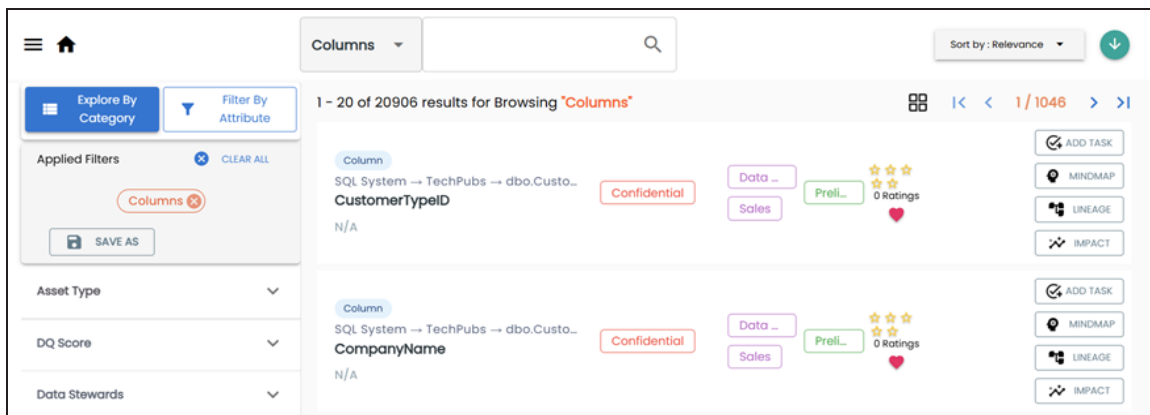 Columns
Sort by : Relevance
Explore By
Category
Filter By
Attribute
1 - 20 of 20906 results for Browsing "Columns"
1 / 1046
Applied Filters
CLEAR ALL
Columns
SAVE AS
Asset Type
DQ Score
Data Stewards
Column
SQL System → TechPubs → dbo.Custo...
CustomerTypeID
N/A
Confidential
Data ...
Sales
Preli...
0 Ratings
ADD TASK
MINDMAP
LINEAGE
IMPACT
Column
SQL System → TechPubs → dbo.Custo...
CompanyName
N/A
Confidential
Data ...
Sales
Preli...
0 Ratings
ADD TASK
MINDMAP
LINEAGE
IMPACT